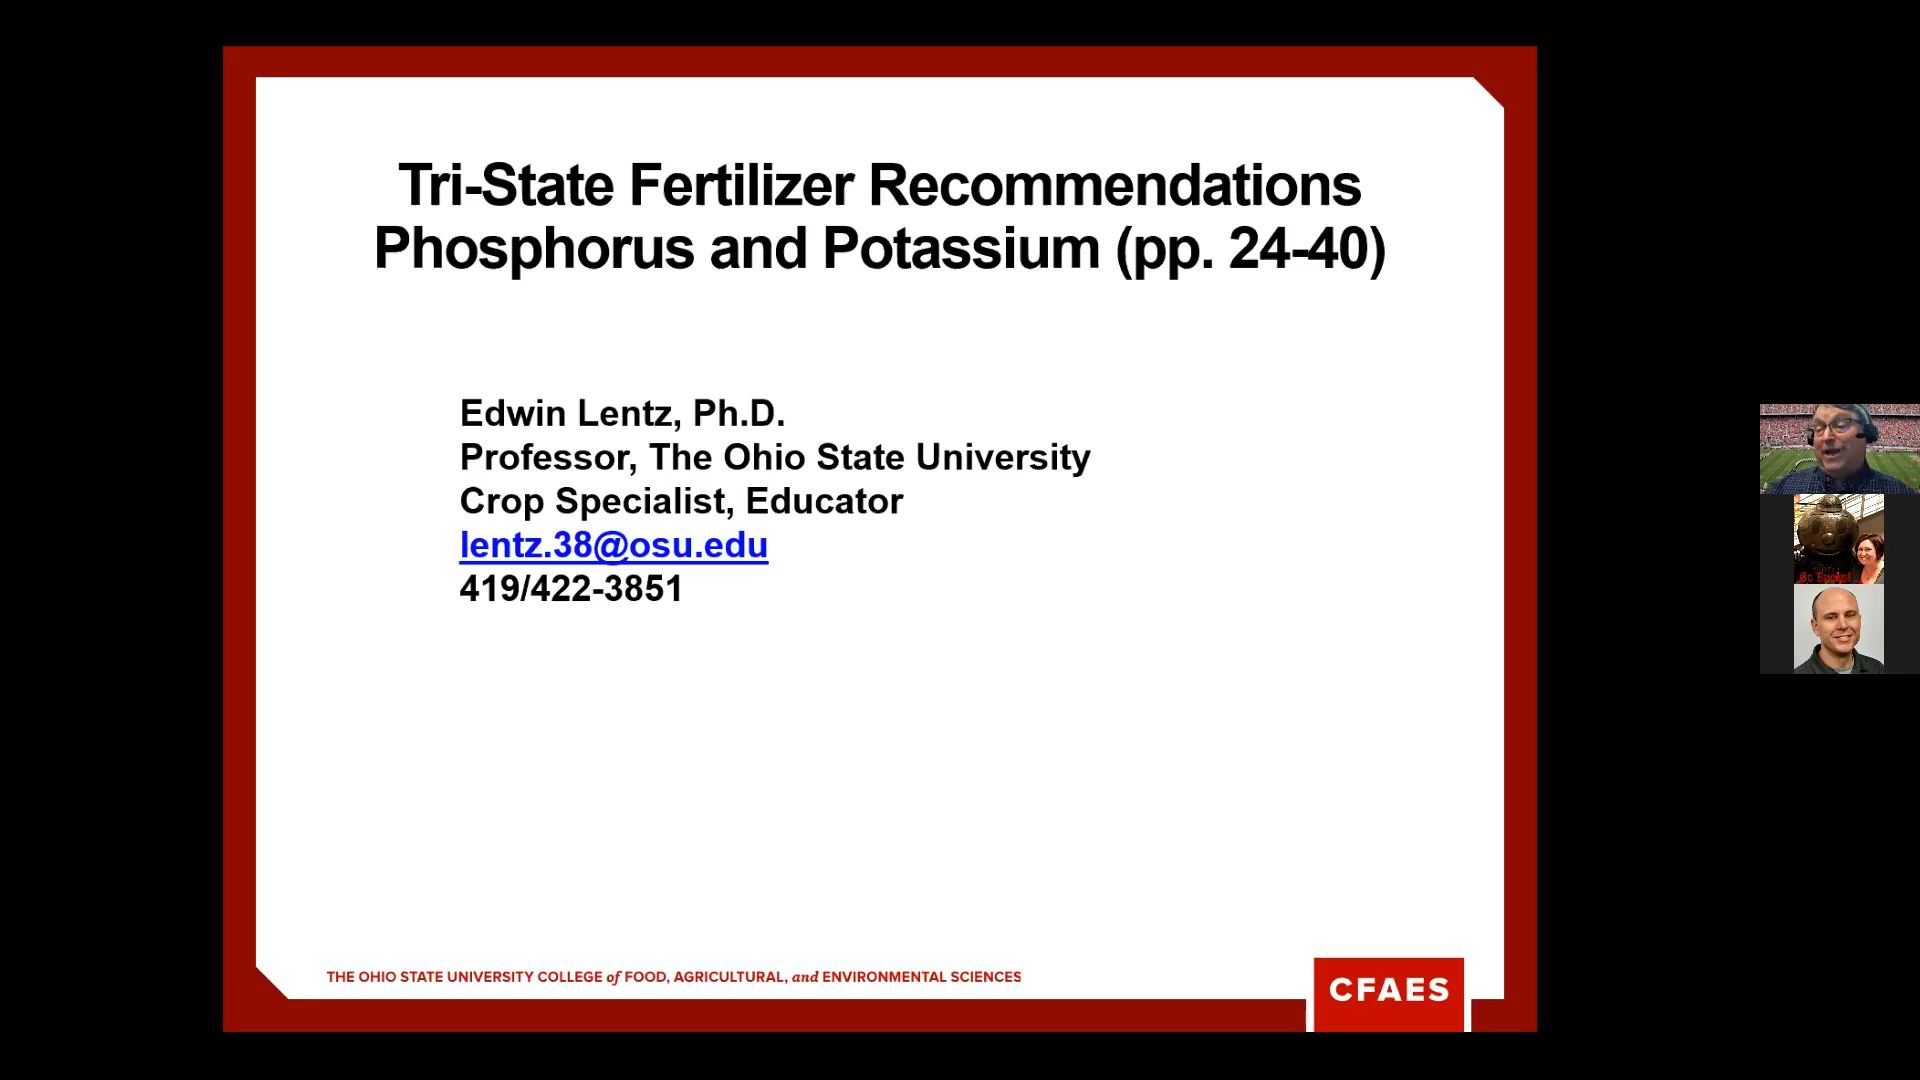 Tri-State Fertilizer Recommendations
Phosphorus and Potassium (pp. 24-40)
Edwin Lentz, Ph.D.
Professor, The Ohio State University
Crop Specialist, Educator
lentz.38@osu.edu
419/422-3851
THE OHIO STATE UNIVERSITY COLLEGE of FOOD, AGRICULTURAL, and ENVIRONMENTAL SCIENCES
CFAES
Go Bucks!